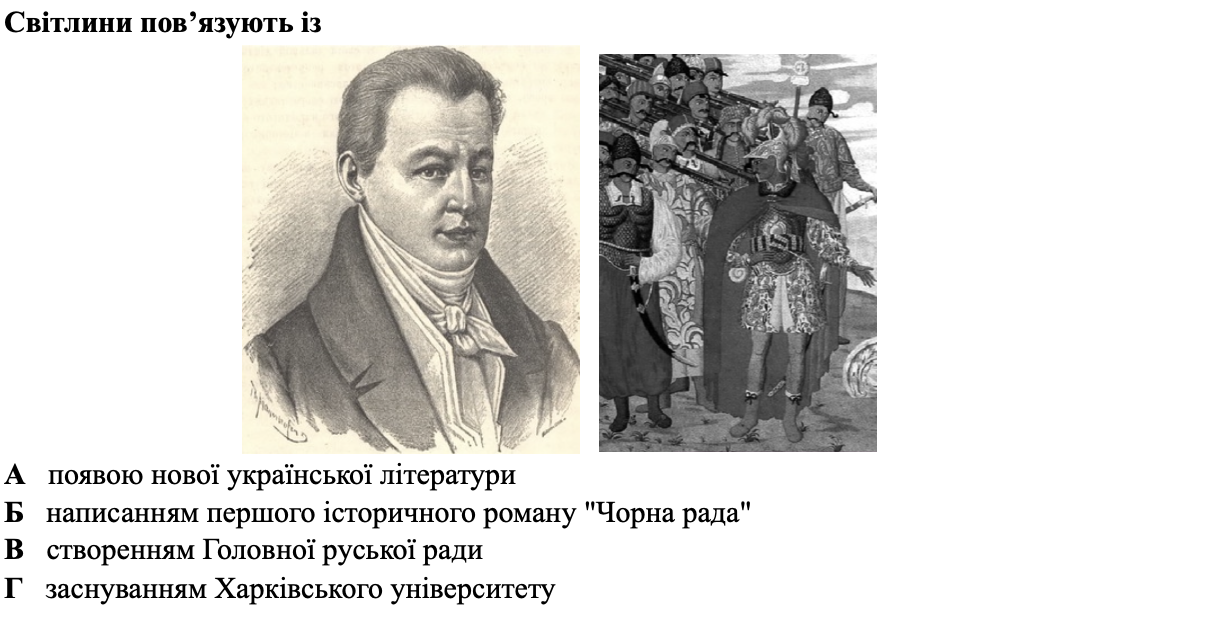 Світлини пов’язують із
А появою нової української літератури
Б написанням першого історичного роману "Чорна рада"
В створенням Головної руської ради
Г заснуванням Харківського університету